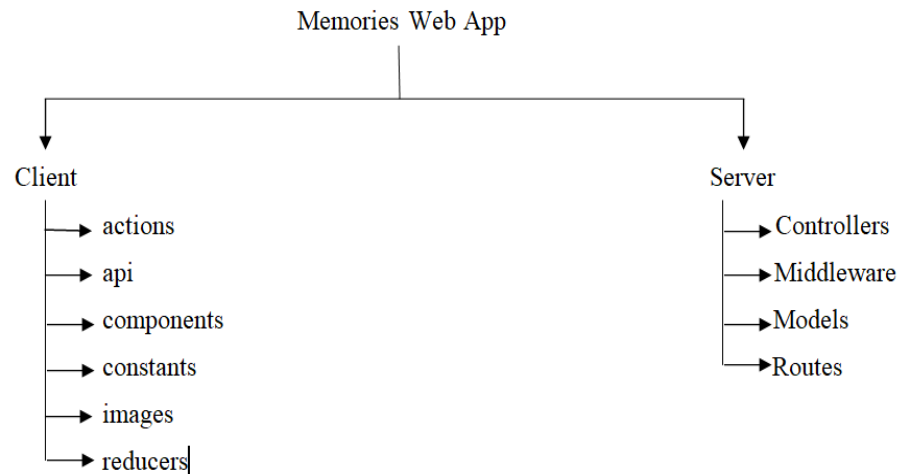 Memories Web App
Client
actions
api
components
constants
images
reducers
Server
Controllers
Middleware
Models
Routes